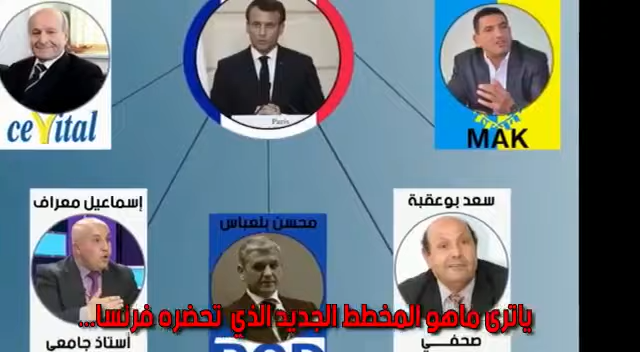 Paris
ceVital
MAK
إسماعيل معراف
محسن بلعباس
سعد بوعقبة
ياترى ماهو المخطط الجديد الذي تحضره فرنسا...
أستاذ جامعي
صحفي